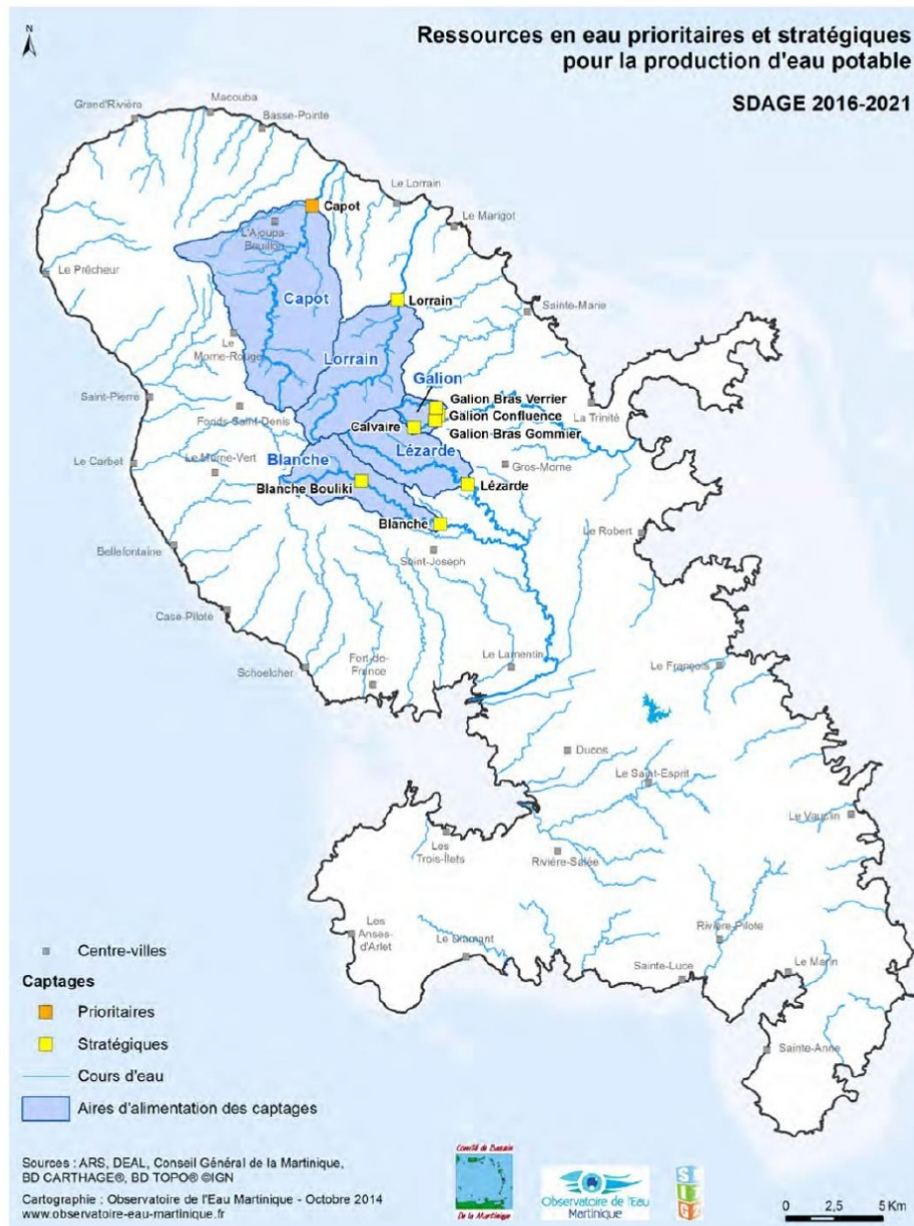 Ressources en eau prioritaires et stratégiques
pour la production d'eau potable
SDAGE 2016-2021
N
Grand'Rivière
Macouba
Basse-Pointe
Capot
Le Lorrain
L'Ajoupa-
Bouillon
Le Marigot
Le Prêcheur
Capot
Lorrain
Sainte-Marie
Le
Morne-Rouge
Lorrain
Galion
Saint-Pierre
Galion Bras Verrier
La Trinité
Fonds-Saint-Denis
Calvaire
Galion Confluence
Galion Bras Gommier
Le Carbet
Le Morne-Vert
Blanche
Lézarde
Gros-Morne
Blanche Bouliki
Lézarde
Blanche
Le Robert
Bellefontaine
Saint-Joseph
Case-Pilote
Schoelcher
Fort-de-
France
Le Lamentin
Le François
Ducos
Le Saint-Esprit
Le Vauclin
Les
Trois-Îlets
Rivière-Salée
Les
Anses-
d'Arlet
Le Diamant
Rivière-Pilote
Sainte-Luce
Le Marin
Sainte-Anne
Centre-villes
Captages
Prioritaires
Stratégiques
Cours d'eau
Aires d'alimentation des captages
Sources : ARS, DEAL, Conseil Général de la Martinique,
BD CARTHAGE®, BD TOPO® ©IGN
Cartographie : Observatoire de l'Eau Martinique - Octobre 2014
www.observatoire-eau-martinique.fr
Comité de Bassin
De la Martinique
Observatoire de l'Eau
Martinique
0 2,5 5 Km